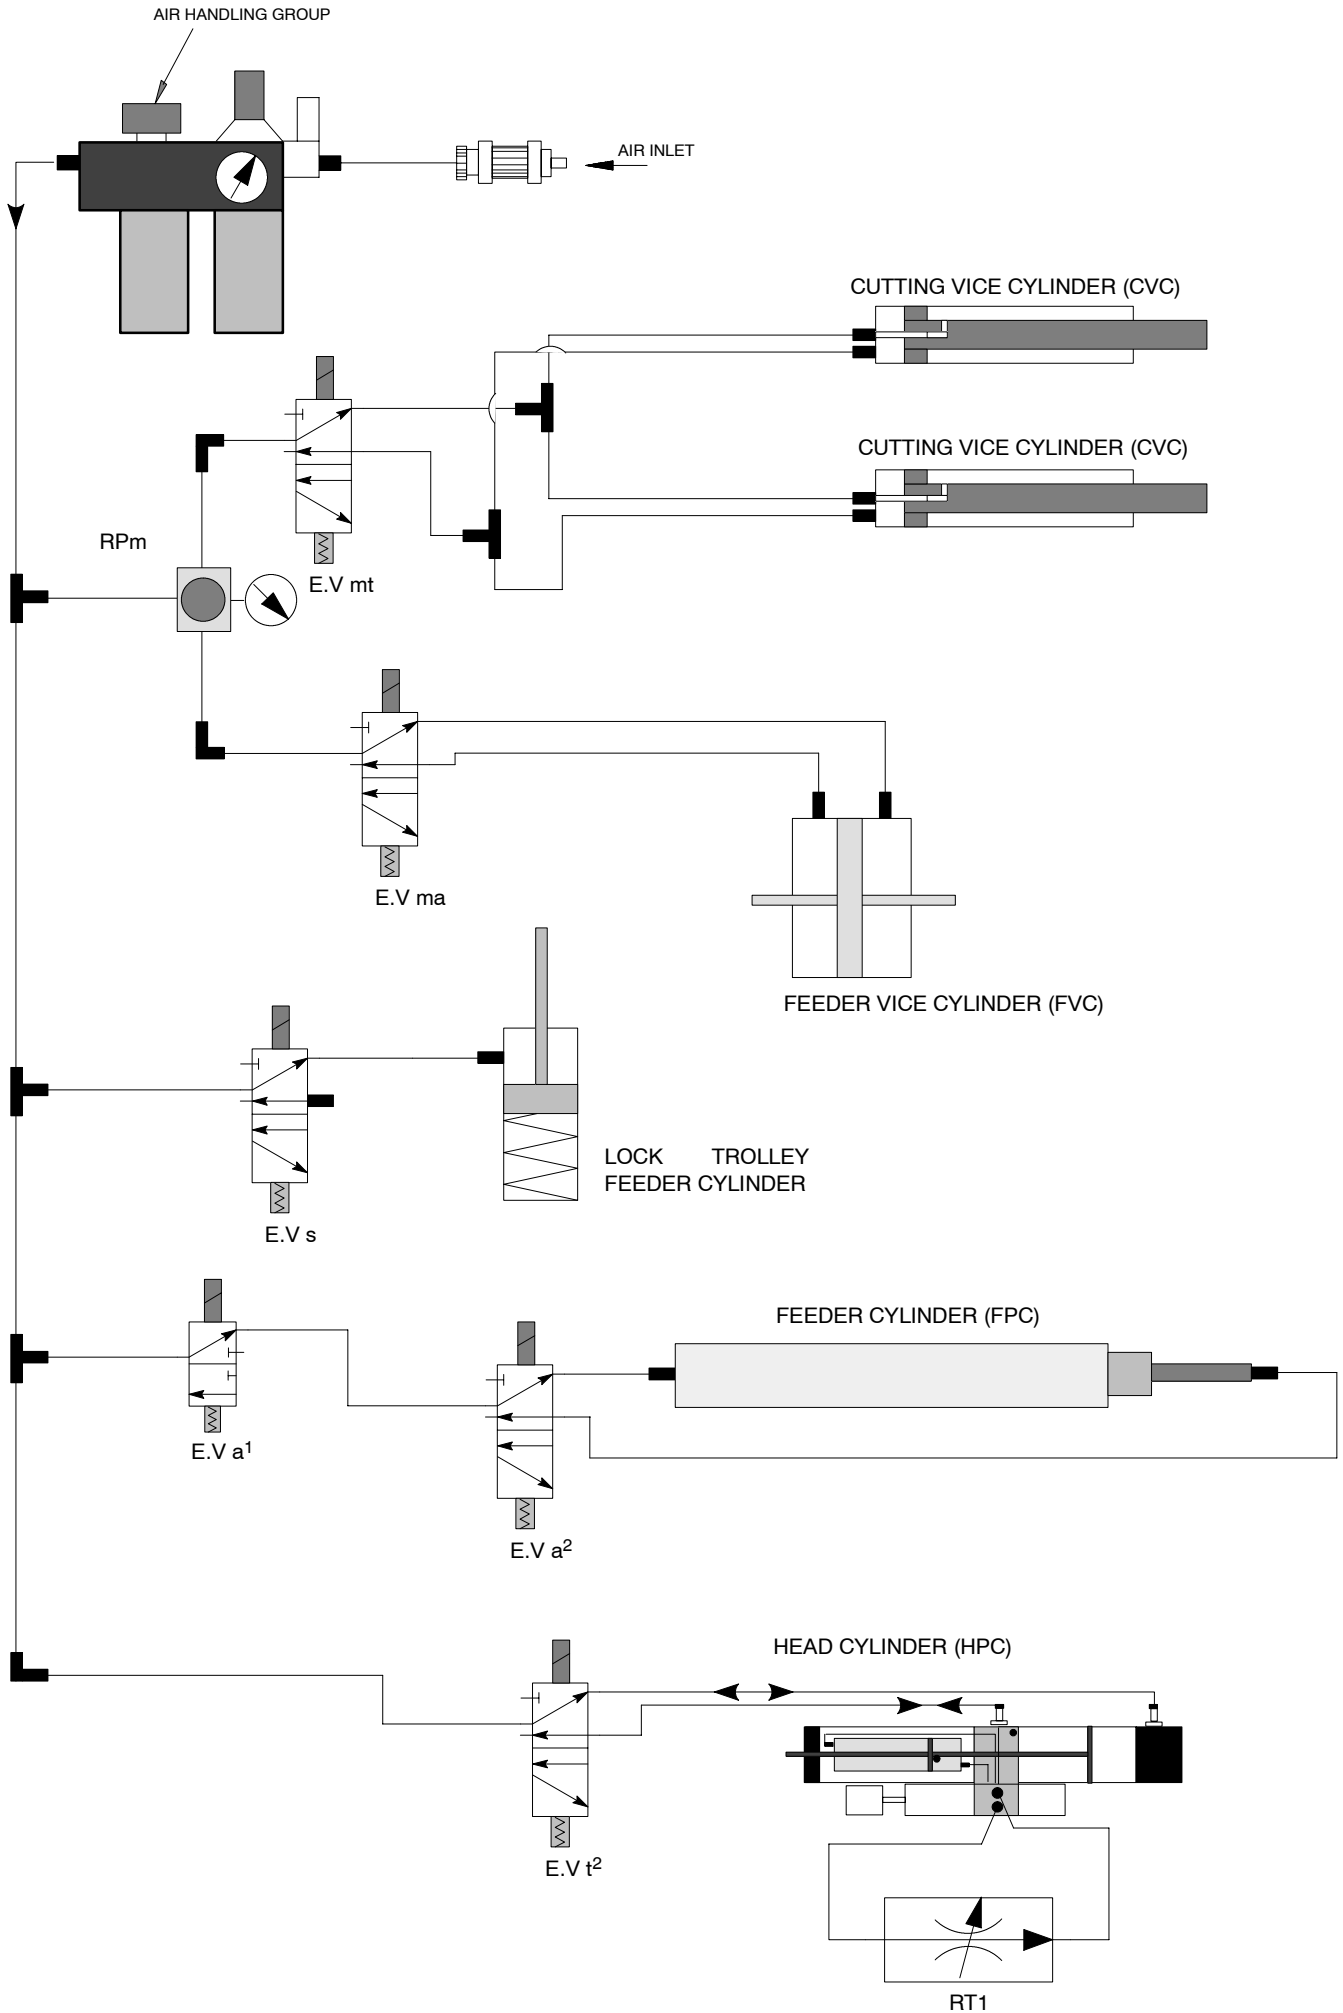 AIR HANDLING GROUP
AIR INLET
CUTTING VICE CYLINDER (CVC)
CUTTING VICE CYLINDER (CVC)
RPm
E.V mt
E.V ma
FEEDER VICE CYLINDER (FVC)
LOCK TROLLEY
FEEDER CYLINDER
E.V s
FEEDER CYLINDER (FPC)
E.V a¹
E.V a²
HEAD CYLINDER (HPC)
E.V t²
RT1